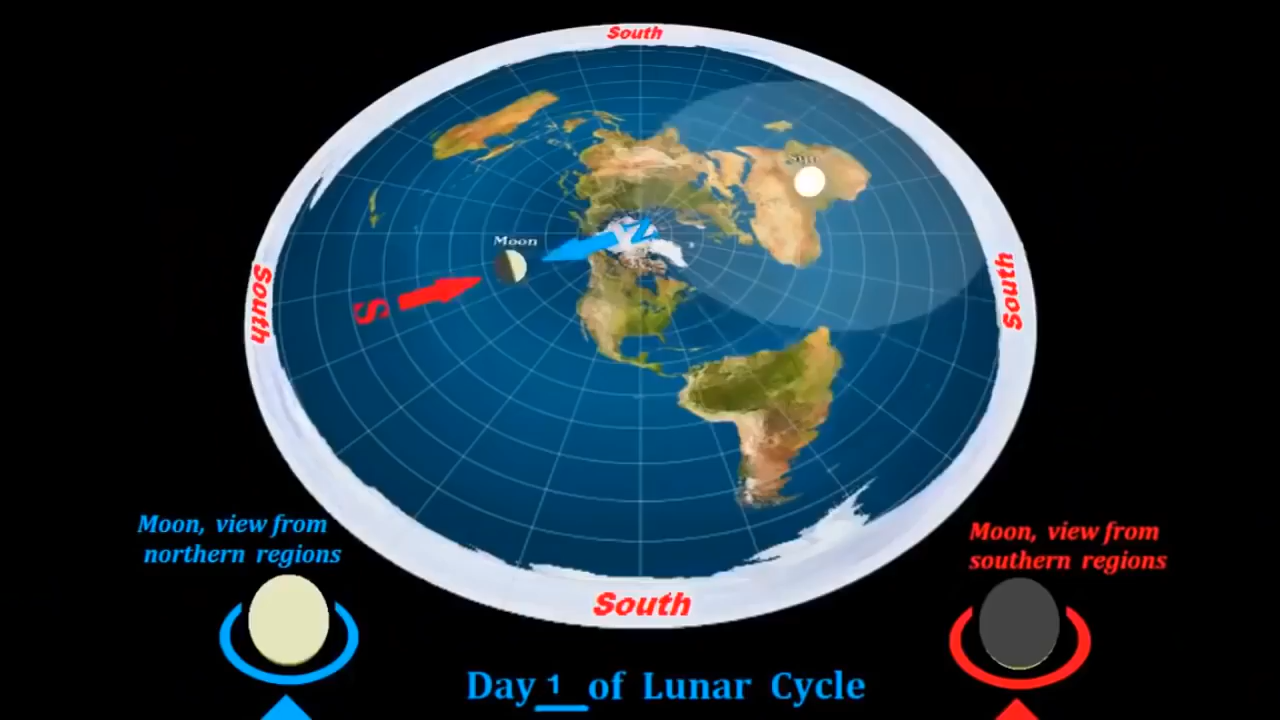 South
Sun
Moon
N
S
South
South
Moon, view from
northern regions
Moon, view from
southern regions
South
Day 1 of Lunar Cycle